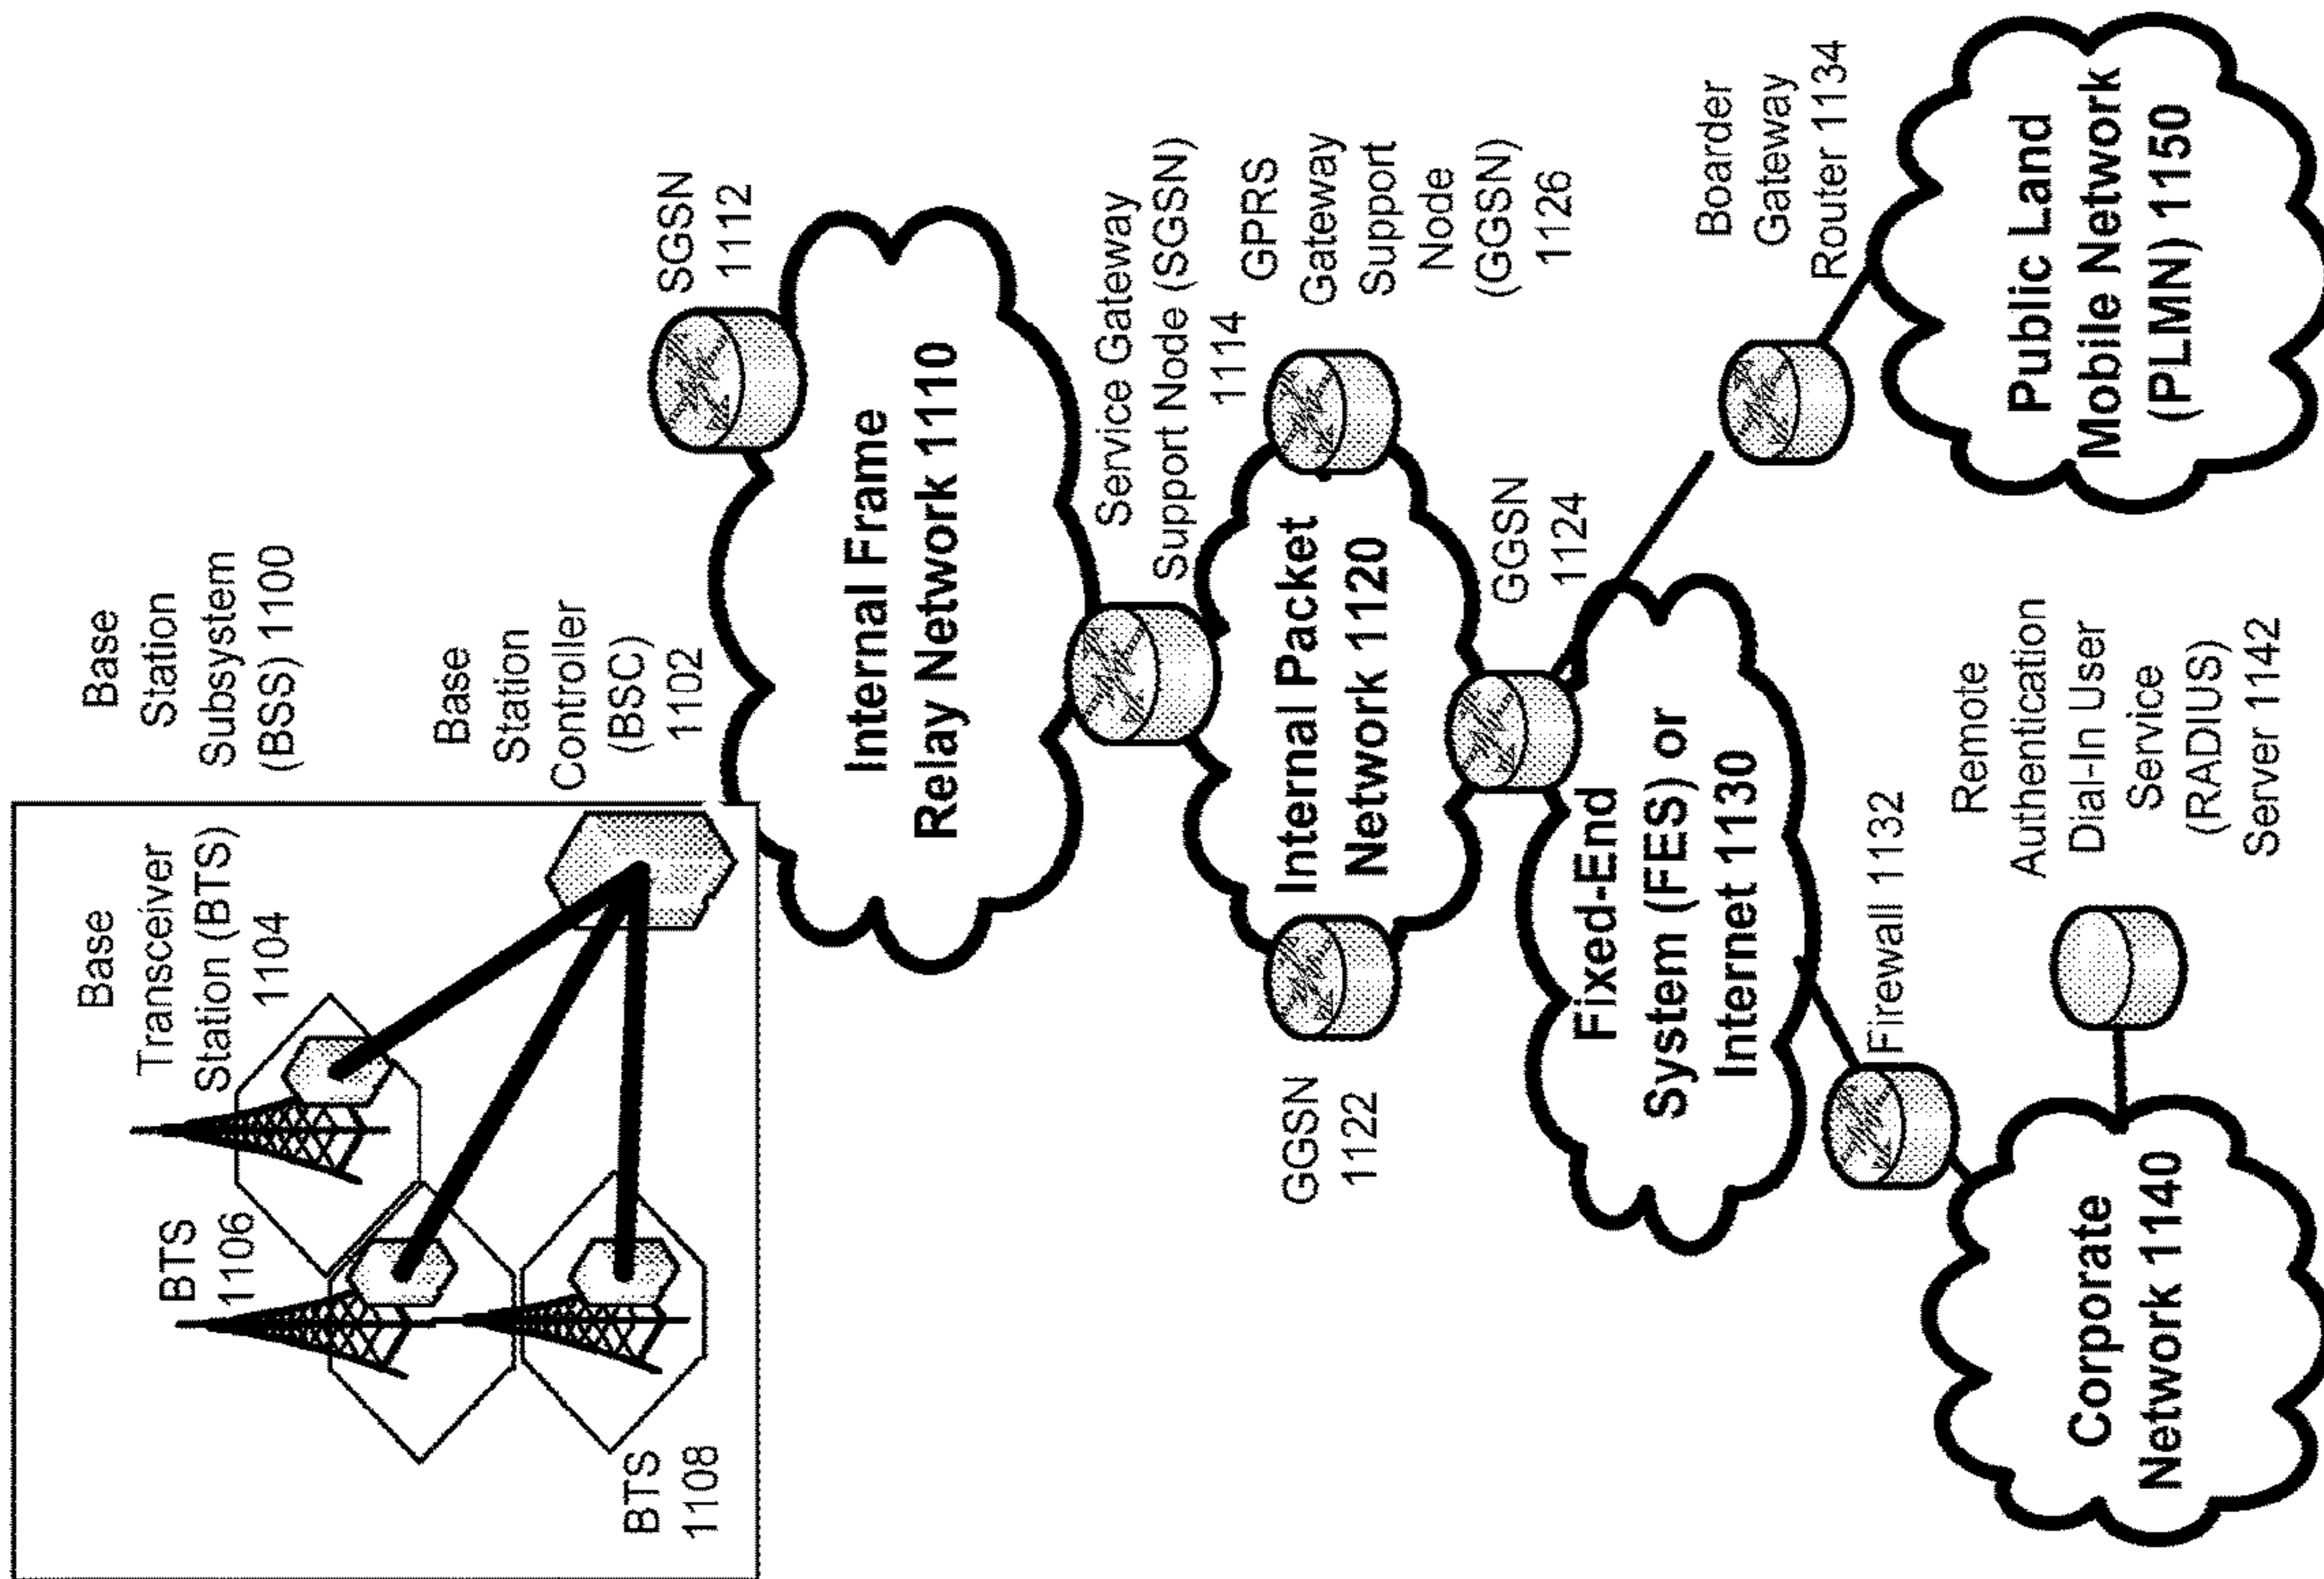 Base
Station
Subsystem
(BSS) 1100
Base
Transceiver
Station (BTS)
1104
BTS
1106
BTS
1108
Base
Station
Controller
(BSC)
1102
SGSN
1112
Internal Frame
Relay Network 1110
Service Gateway
Support Node (SGSN)
1114
GPRS
Gateway
Support
Node
(GGSN)
1126
Internal Packet
Network 1120
GGSN
1122
GGSN
1124
Fixed-End
System (FES) or
Internet 1130
Boarder
Gateway
Router 1134
Public Land
Mobile Network
(PLMN) 1150
Firewall 1132
Remote
Authentication
Dial-In User
Service
(RADIUS)
Server 1142
Corporate
Network 1140